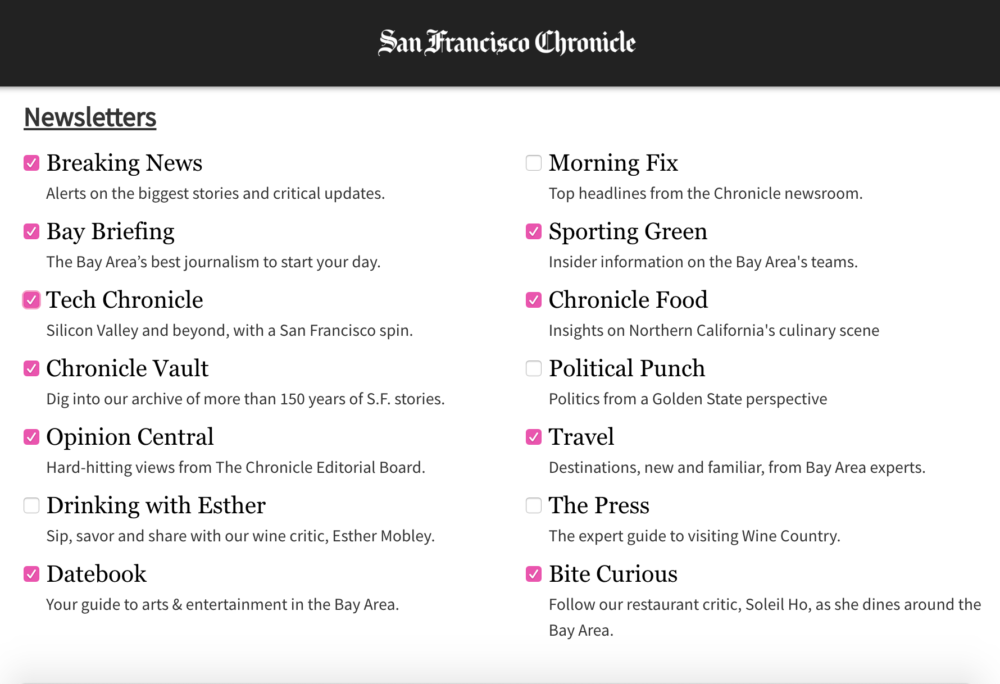 San Francisco Chronicle
Newsletters
Breaking News
Alerts on the biggest stories and critical updates.
Bay Briefing
The Bay Area’s best journalism to start your day.
Tech Chronicle
Silicon Valley and beyond, with a San Francisco spin.
Chronicle Vault
Dig into our archive of more than 150 years of S.F. stories.
Opinion Central
Hard-hitting views from The Chronicle Editorial Board.
Drinking with Esther
Sip, savor and share with our wine critic, Esther Mobley.
Datebook
Your guide to arts & entertainment in the Bay Area.
Morning Fix
Top headlines from the Chronicle newsroom.
Sporting Green
Insider information on the Bay Area's teams.
Chronicle Food
Insights on Northern California's culinary scene
Political Punch
Politics from a Golden State perspective
Travel
Destinations, new and familiar, from Bay Area experts.
The Press
The expert guide to visiting Wine Country.
Bite Curious
Follow our restaurant critic, Soleil Ho, as she dines around the
Bay Area.